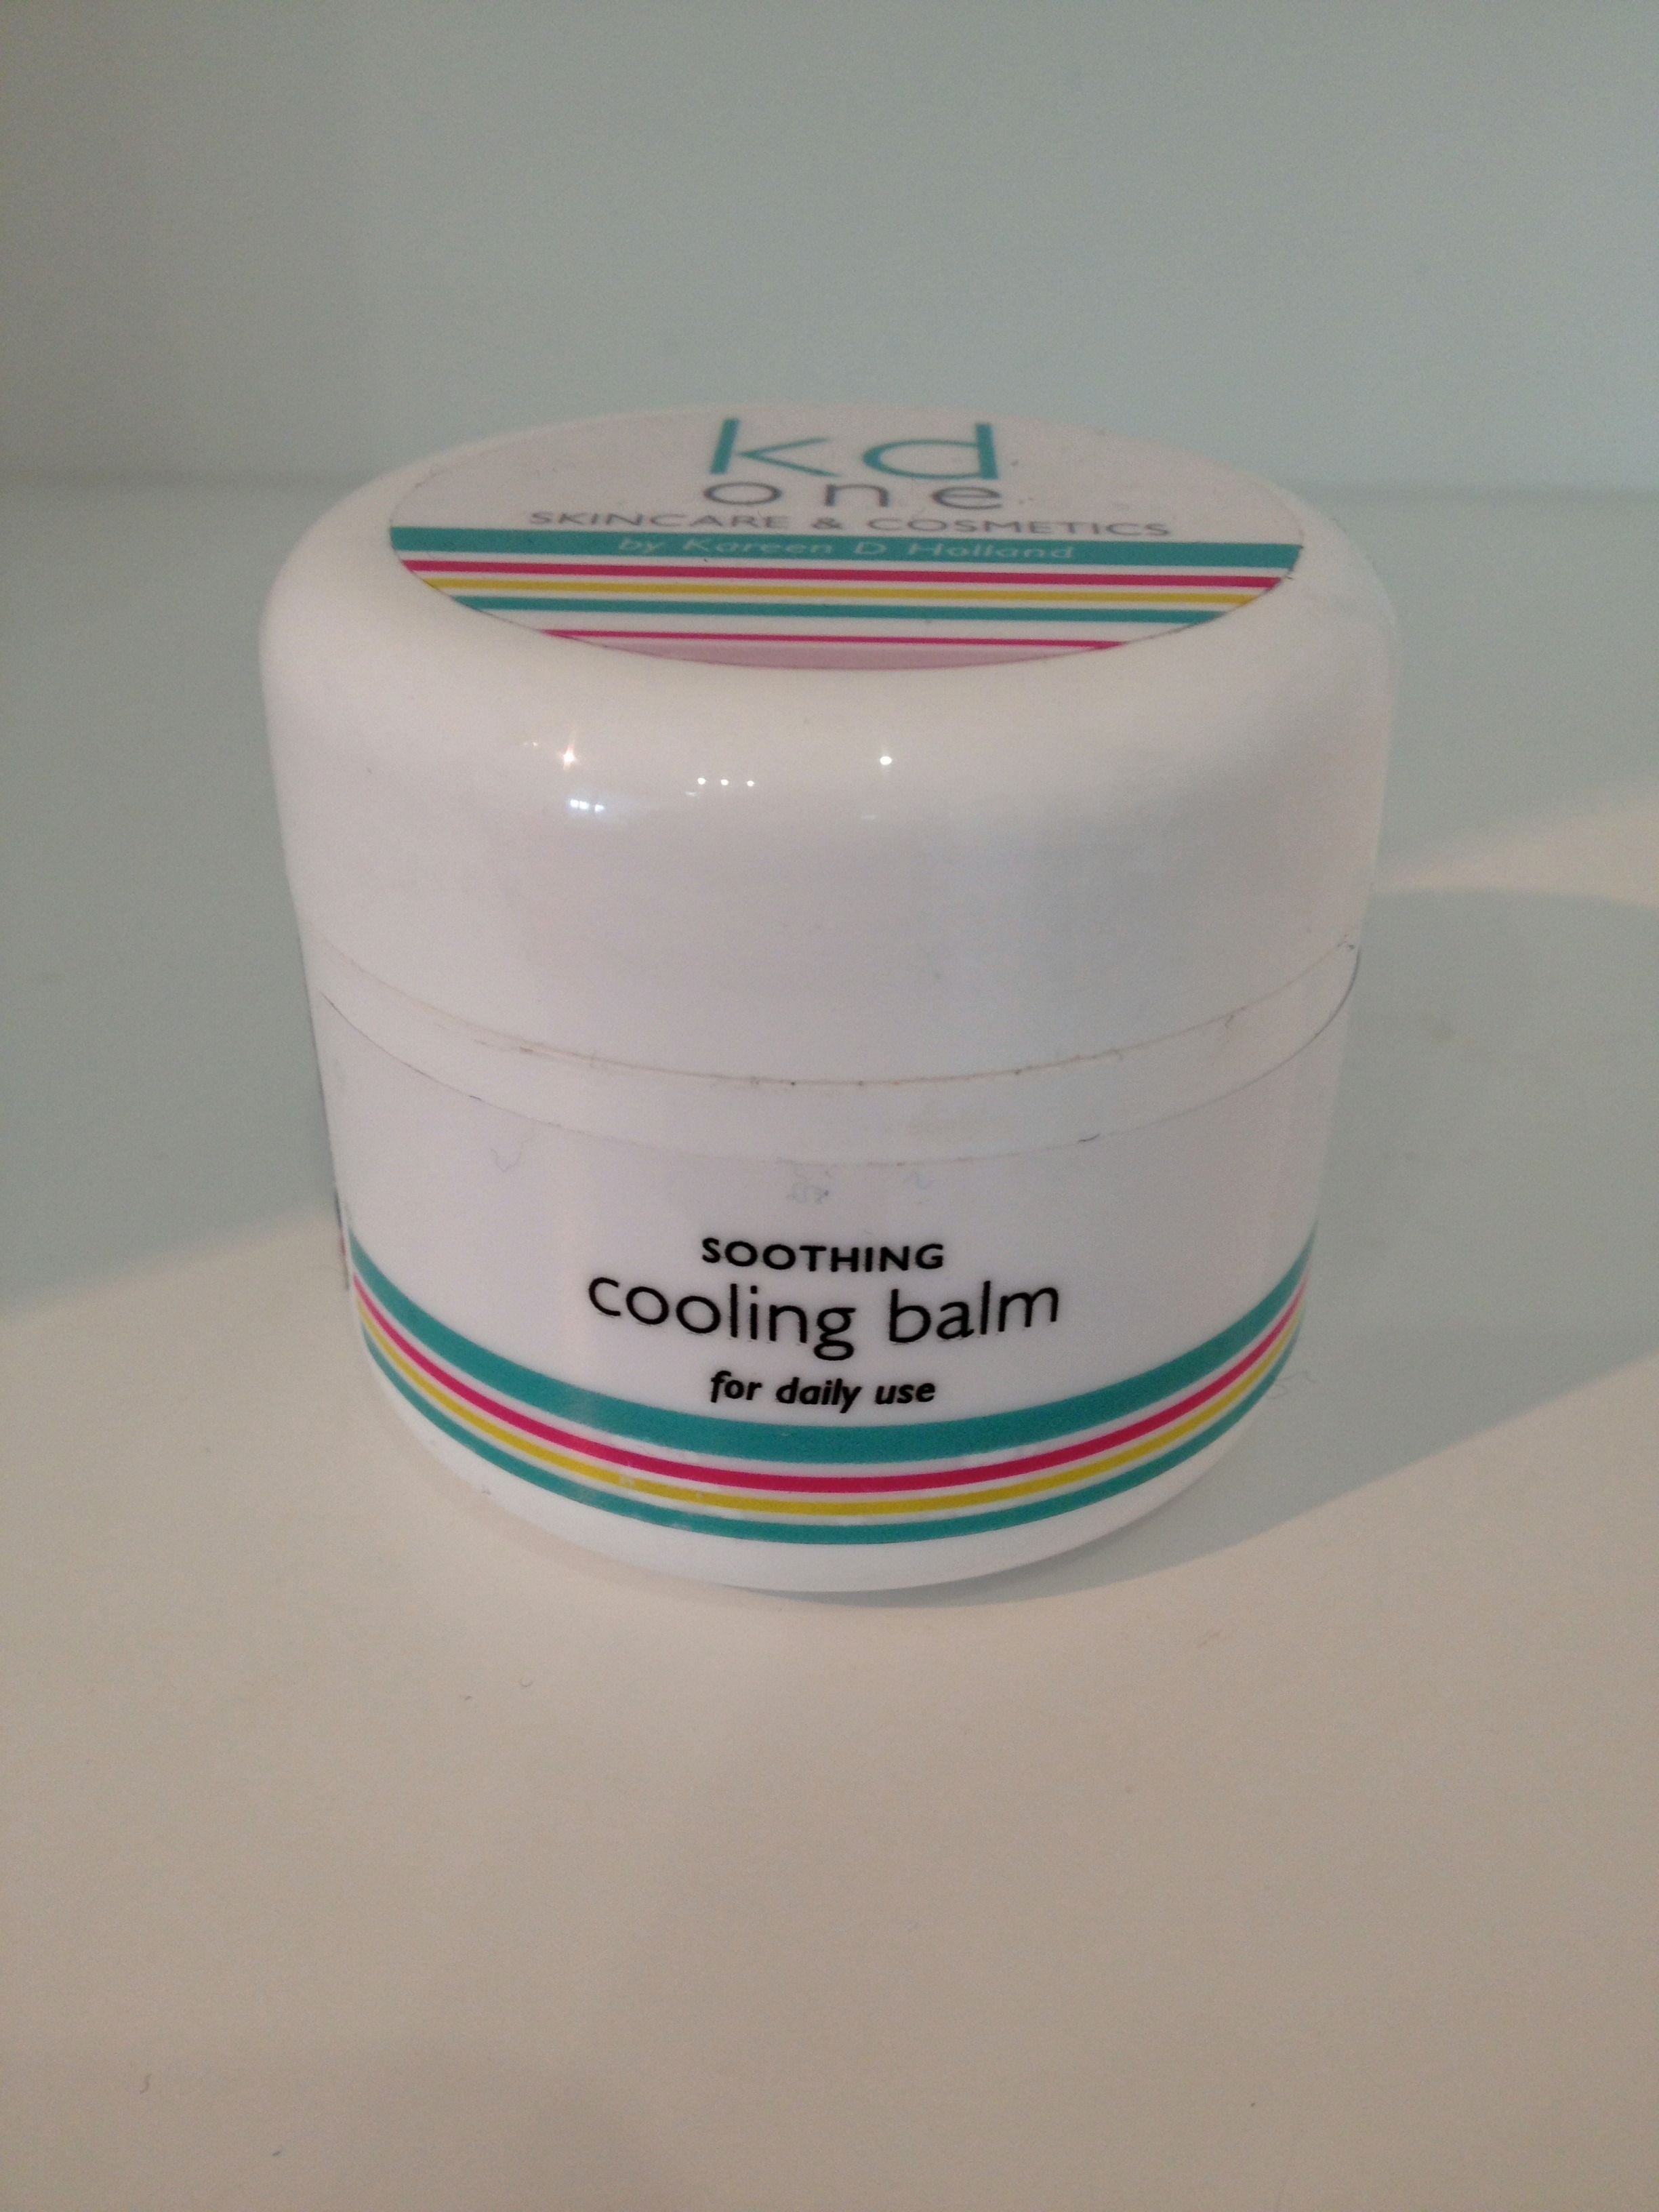 kd
one
SKINCARE & COSMETICS
by Kareen D Holland
SOOTHING
cooling balm
for daily use